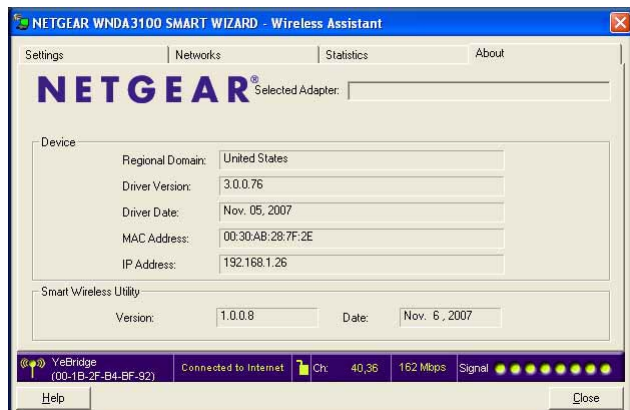 NETGEAR WNDA3100 SMART WIZARD - Wireless Assistant
Settings Networks Statistics About
NETGEAR® Selected Adapter:
Device
Regional Domain: United States
Driver Version: 3.0.0.76
Driver Date: Nov. 05, 2007
MAC Address: 00:30:AB:28:7F:2E
IP Address: 192.168.1.26
Smart Wireless Utility
Version: 1.0.0.8 Date: Nov. 6 , 2007
YeBridge
(00-1B-2F-B4-BF-92) Connected to Internet Ch: 40,36 162 Mbps Signal
Help Close